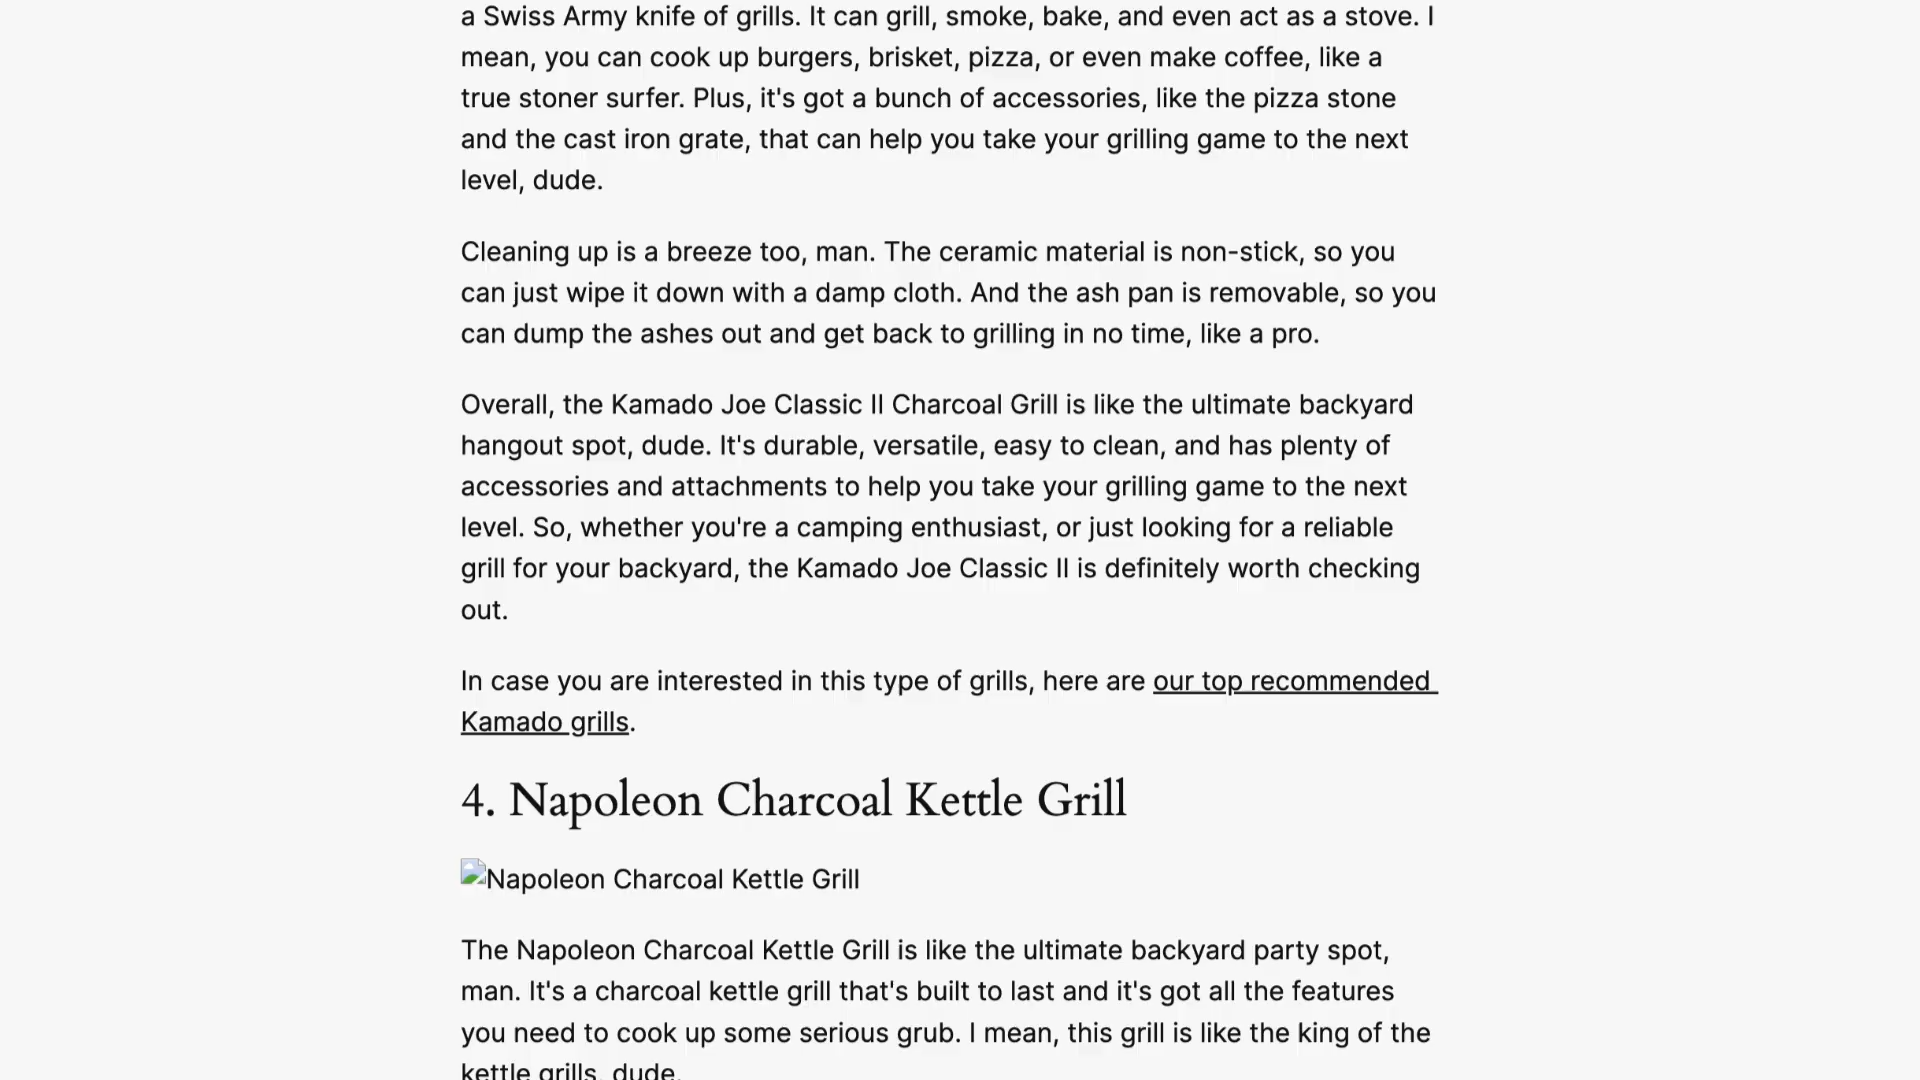 a Swiss Army knife of grills. It can grill, smoke, bake, and even act as a stove. I
mean, you can cook up burgers, brisket, pizza, or even make coffee, like a
true stoner surfer. Plus, it's got a bunch of accessories, like the pizza stone
and the cast iron grate, that can help you take your grilling game to the next
level, dude.
Cleaning up is a breeze too, man. The ceramic material is non-stick, so you
can just wipe it down with a damp cloth. And the ash pan is removable, so you
can dump the ashes out and get back to grilling in no time, like a pro.
Overall, the Kamado Joe Classic II Charcoal Grill is like the ultimate backyard
hangout spot, dude. It's durable, versatile, easy to clean, and has plenty of
accessories and attachments to help you take your grilling game to the next
level. So, whether you're a camping enthusiast, or just looking for a reliable
grill for your backyard, the Kamado Joe Classic II is definitely worth checking
out.
In case you are interested in this type of grills, here are our top recommended
Kamado grills.
4. Napoleon Charcoal Kettle Grill
Napoleon Charcoal Kettle Grill
The Napoleon Charcoal Kettle Grill is like the ultimate backyard party spot,
man. It's a charcoal kettle grill that's built to last and it's got all the features
you need to cook up some serious grub. I mean, this grill is like the king of the
kettle grills, dude.